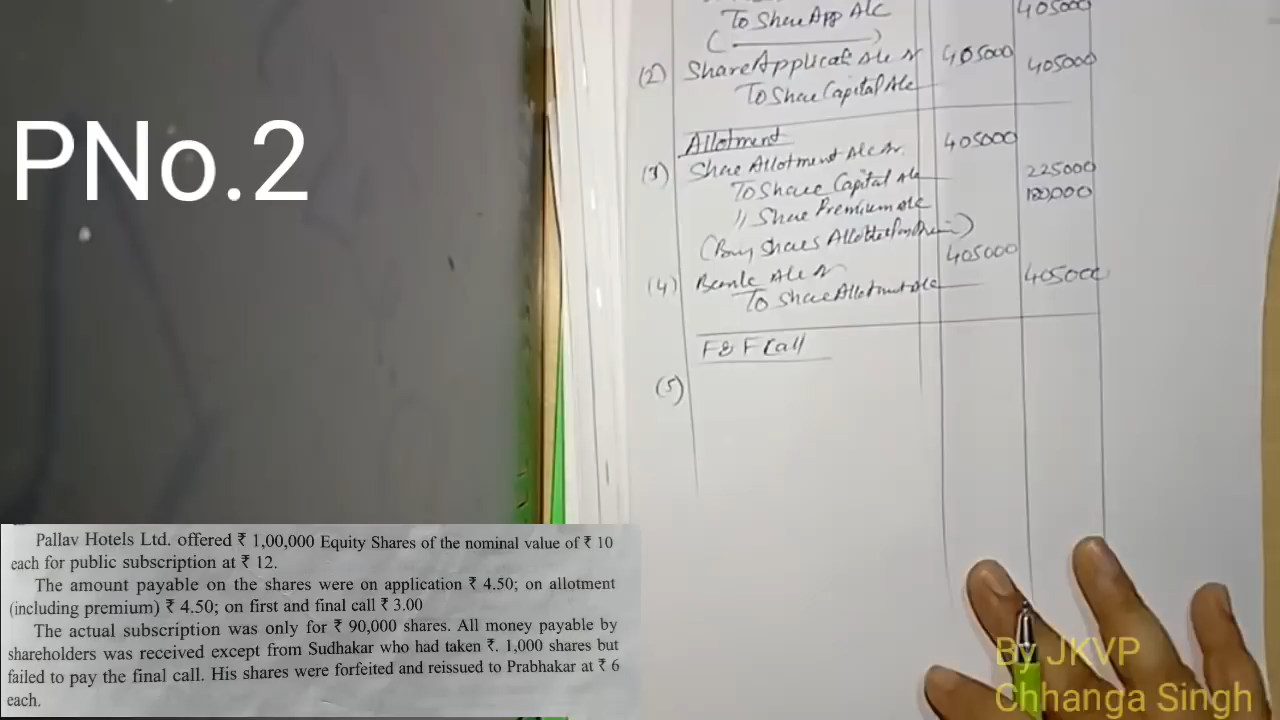 To Share App A/c
405000
(2) Share Applicat A/c Dr 405000
To Share Capital A/c 405000
Allotment
(3) Share Allotment A/c Dr. 405000
To Share Capital A/c 225000
" Share Premium A/c 180,000
(Being Shares Allotted
(4) Bank A/c Dr 405000
To Share Allotment A/c 405000
F & F Call
(5)
PNo.2
Pallav Hotels Ltd. offered ₹ 1,00,000 Equity Shares of the nominal value of ₹ 10
each for public subscription at ₹ 12.
The amount payable on the shares were on application ₹ 4.50; on allotment
(including premium) ₹ 4.50; on first and final call ₹ 3.00
The actual subscription was only for ₹ 90,000 shares. All money payable by
shareholders was received except from Sudhakar who had taken ₹. 1,000 shares but
failed to pay the final call. His shares were forfeited and reissued to Prabhakar at ₹ 6
each.
By JKVP
Chhanga Singh